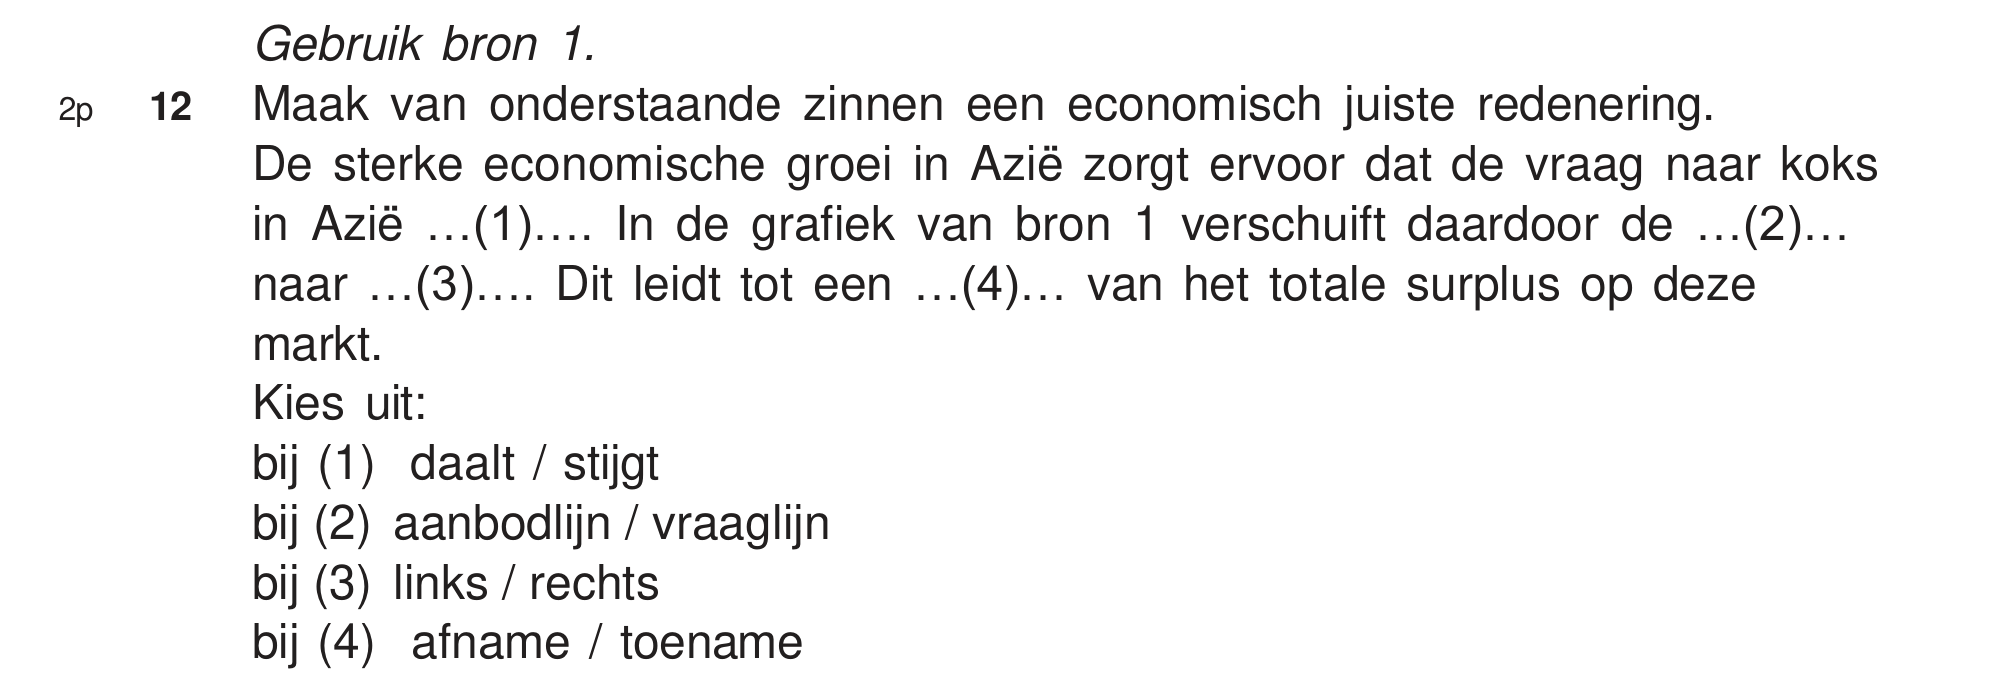 Gebruik bron 1.
2p 12 Maak van onderstaande zinnen een economisch juiste redenering.
De sterke economische groei in Azië zorgt ervoor dat de vraag naar koks
in Azië …(1)…. In de grafiek van bron 1 verschuift daardoor de …(2)…
naar …(3)…. Dit leidt tot een …(4)… van het totale surplus op deze
markt.
Kies uit:
bij (1) daalt / stijgt
bij (2) aanbodlijn / vraaglijn
bij (3) links / rechts
bij (4) afname / toename